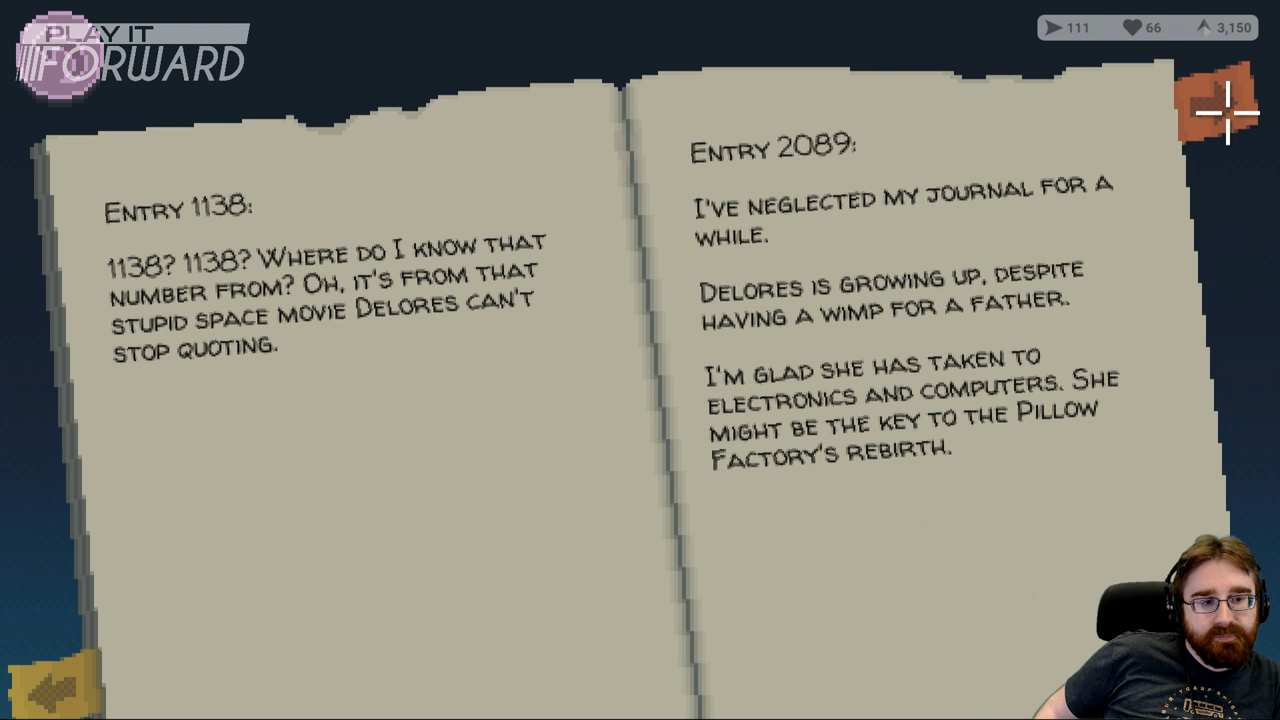 PLAY IT
FORWARD
111
66
3,150
ENTRY 1138:
1138? 1138? WHERE DO I KNOW THAT
NUMBER FROM? OH, IT'S FROM THAT
STUPID SPACE MOVIE DELORES CAN'T
STOP QUOTING.
ENTRY 2089:
I'VE NEGLECTED MY JOURNAL FOR A
WHILE.
DELORES IS GROWING UP, DESPITE
HAVING A WIMP FOR A FATHER.
I'M GLAD SHE HAS TAKEN TO
ELECTRONICS AND COMPUTERS. SHE
MIGHT BE THE KEY TO THE PILLOW
FACTORY'S REBIRTH.